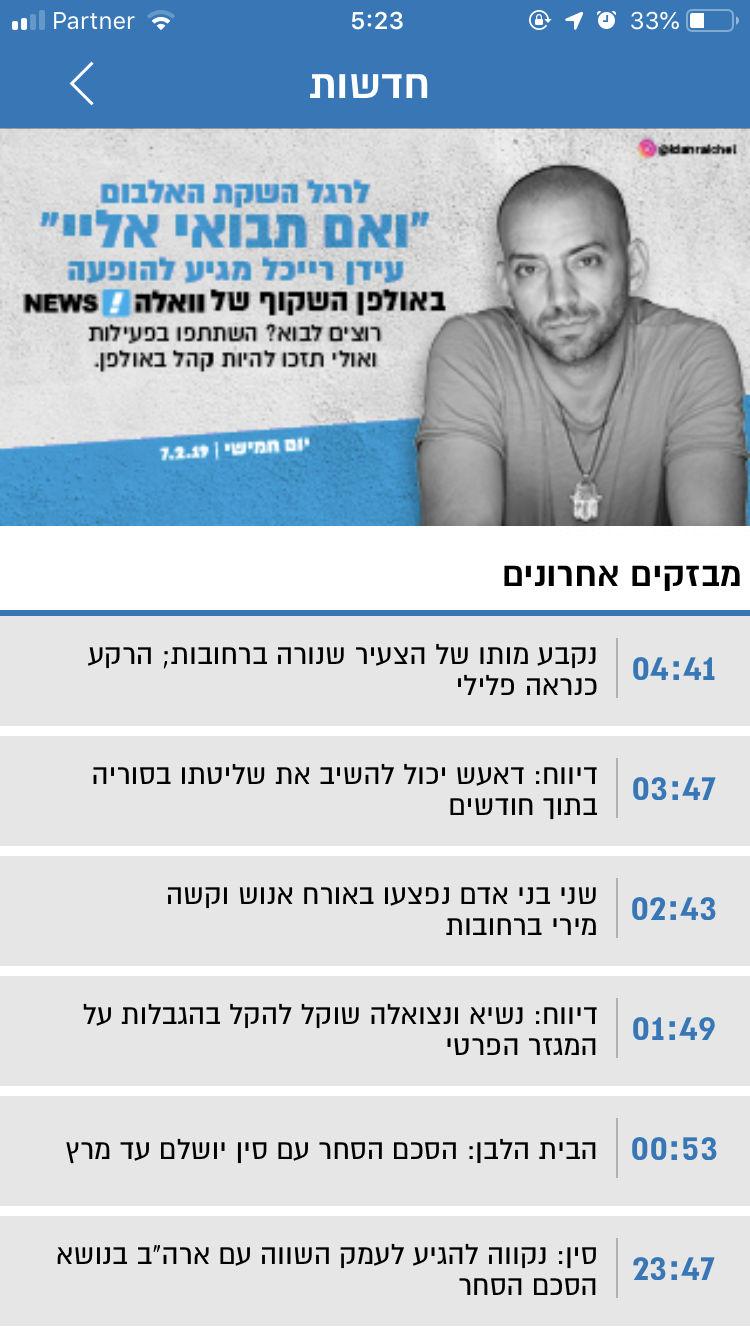 Partner 5:23 33%
חדשות
@idanraichel
לרגל השקת האלבום
"ואם תבואי אליי"
עידן רייכל מגיע להופעה
באולפן השקוף של וואלה! NEWS
רוצים לבוא? השתתפו בפעילות
ואולי תזכו להיות קהל באולפן.
יום חמישי | 7.2.19
מבזקים אחרונים
04:41
נקבע מותו של הצעיר שנורה ברחובות; הרקע
כנראה פלילי
03:47
דיווח: דאעש יכול להשיב את שליטתו בסוריה
בתוך חודשים
02:43
שני בני אדם נפצעו באורח אנוש וקשה
מירי ברחובות
01:49
דיווח: נשיא ונצואלה שוקל להקל בהגבלות על
המגזר הפרטי
00:53
הבית הלבן: הסכם הסחר עם סין יושלם עד מרץ
23:47
סין: נקווה להגיע לעמק השווה עם ארה"ב בנושא
הסכם הסחר